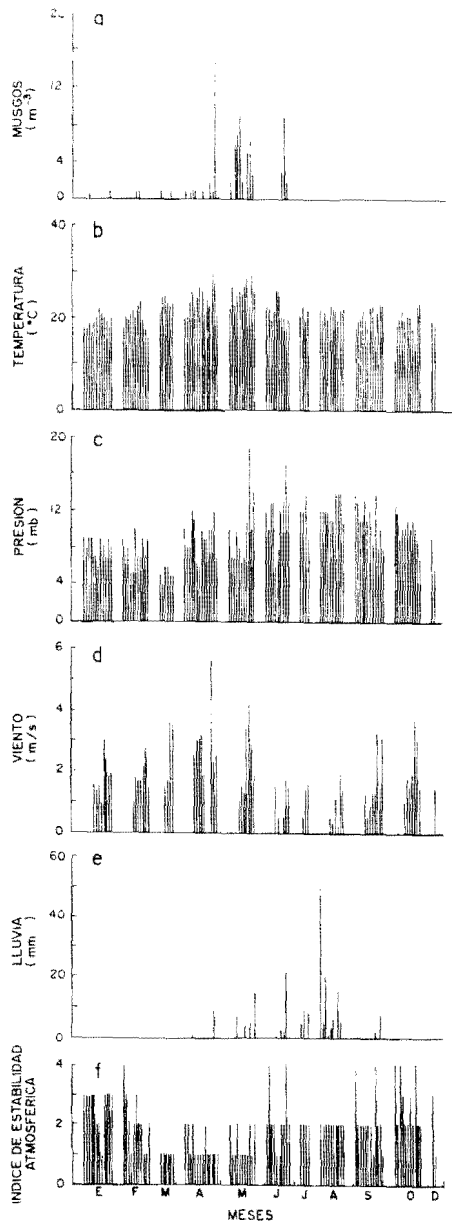 a
20
12
4
0
MUSGOS
(m⁻³)
b
40
20
0
TEMPERATURA
(°C)
c
20
12
4
0
PRESION
(mb)
d
6
4
2
0
VIENTO
(m/s)
e
60
40
20
0
LLUVIA
(mm)
f
4
2
0
INDICE DE ESTABILIDAD
ATMOSFERICA
E F M A M J J A S O D
MESES